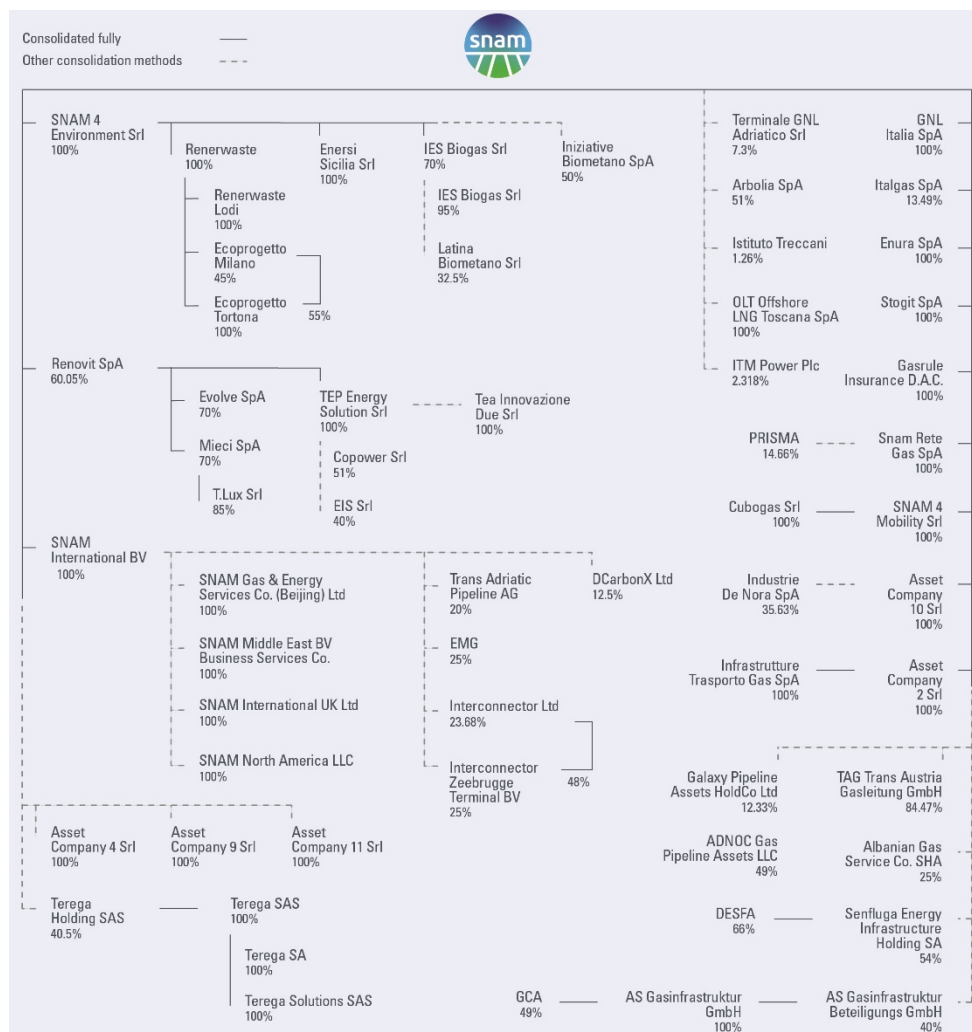 Consolidated fully
Other consolidation methods
snam
SNAM 4
Environment Srl
100%
Renerwaste
100%
Enersi
Sicilia Srl
100%
IES Biogas Srl
70%
Iniziative
Biometano SpA
50%
Renerwaste
Lodi
100%
IES Biogas Srl
95%
Ecoprogetto
Milano
45%
Latina
Biometano Srl
32.5%
Ecoprogetto
Tortona
100%
55%
Terminale GNL
Adriatico Srl
7.3%
GNL
Italia SpA
100%
Arbolia SpA
51%
Italgas SpA
13.49%
Istituto Treccani
1.26%
Enura SpA
100%
OLT Offshore
LNG Toscana SpA
100%
Stogit SpA
100%
ITM Power Plc
2.318%
Gasrule
Insurance D.A.C.
100%
Renovit SpA
60.05%
Evolve SpA
70%
TEP Energy
Solution Srl
100%
Tea Innovazione
Due Srl
100%
Mieci SpA
70%
Copower Srl
51%
T.Lux Srl
85%
EIS Srl
40%
PRISMA
14.66%
Snam Rete
Gas SpA
100%
Cubogas Srl
100%
SNAM 4
Mobility Srl
100%
SNAM
International BV
100%
SNAM Gas & Energy
Services Co. (Beijing) Ltd
100%
Trans Adriatic
Pipeline AG
20%
DCarbonX Ltd
12.5%
SNAM Middle East BV
Business Services Co.
100%
EMG
25%
SNAM International UK Ltd
100%
Interconnector Ltd
23.68%
SNAM North America LLC
100%
Interconnector
Zeebrugge
Terminal BV
25%
48%
Industrie
De Nora SpA
35.63%
Asset
Company
10 Srl
100%
Infrastrutture
Trasporto Gas SpA
100%
Asset
Company
2 Srl
100%
Galaxy Pipeline
Assets HoldCo Ltd
12.33%
TAG Trans Austria
Gasleitung GmbH
84.47%
Asset
Company 4 Srl
100%
Asset
Company 9 Srl
100%
Asset
Company 11 Srl
100%
ADNOC Gas
Pipeline Assets LLC
49%
Albanian Gas
Service Co. SHA
25%
Terega
Holding SAS
40.5%
Terega SAS
100%
Terega SA
100%
Terega Solutions SAS
100%
DESFA
66%
Senfluga Energy
Infrastructure
Holding SA
54%
GCA
49%
AS Gasinfrastruktur
GmbH
100%
AS Gasinfrastruktur
Beteiligungs GmbH
40%